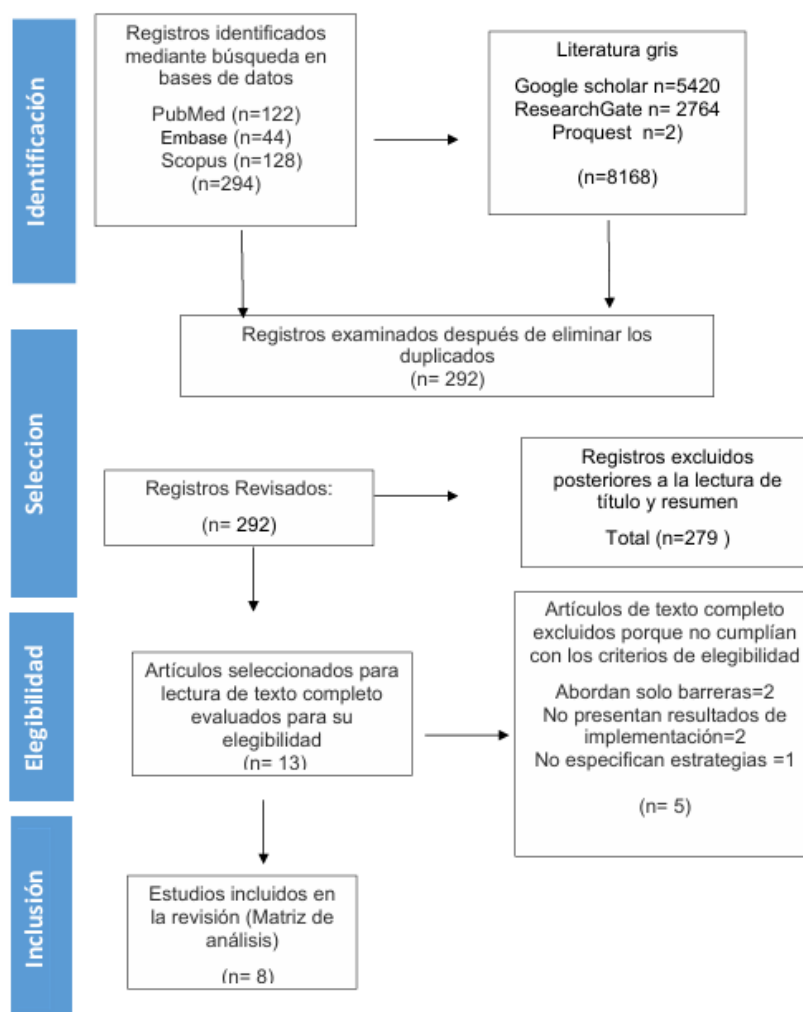 Identificación
Registros identificados
mediante búsqueda en
bases de datos
PubMed (n=122)
Embase (n=44)
Scopus (n=128)
(n=294)
Literatura gris
Google scholar n=5420
ResearchGate n= 2764
Proquest n=2)
(n=8168)
Registros examinados después de eliminar los
duplicados
(n= 292)
Seleccion
Registros Revisados:
(n= 292)
Registros excluidos
posteriores a la lectura de
título y resumen
Total (n=279 )
Elegibilidad
Artículos seleccionados para
lectura de texto completo
evaluados para su
elegibilidad
(n= 13)
Artículos de texto completo
excluidos porque no cumplían
con los criterios de elegibilidad
Abordan solo barreras=2
No presentan resultados de
implementación=2
No especifican estrategias =1
(n= 5)
Inclusión
Estudios incluidos en
la revisión (Matriz de
análisis)
(n= 8)